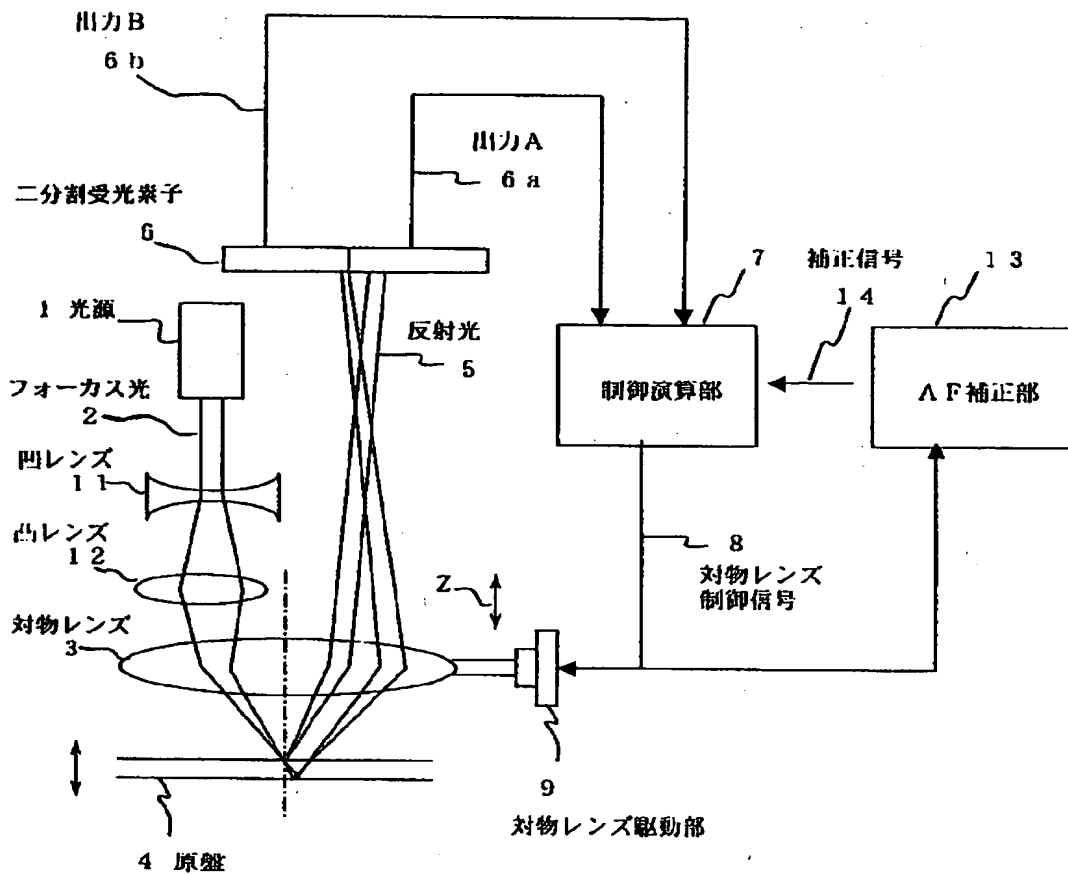 出力B
6b
出力A
6a
二分割受光素子
6
1 光源
フォーカス光
2
凹レンズ
11
凸レンズ
12
対物レンズ
3
反射光
5
Z
7
制御演算部
補正信号
14
13
AF補正部
8
対物レンズ
制御信号
9
対物レンズ駆動部
4 原盤